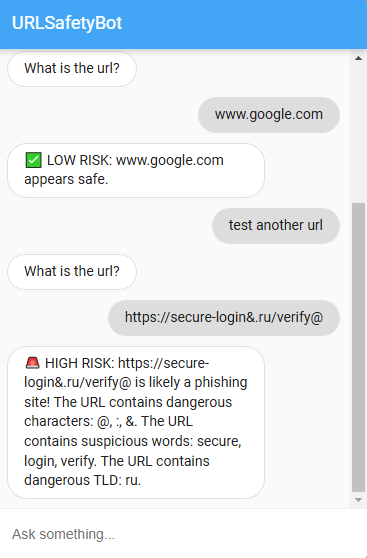 URLSafetyBot
What is the url?
www.google.com
✅ LOW RISK: www.google.com
appears safe.
test another url
What is the url?
https://secure-login&.ru/verify@
🚨 HIGH RISK: https://secure-
login&.ru/verify@ is likely a phishing
site! The URL contains dangerous
characters: @, :, &. The URL
contains suspicious words: secure,
login, verify. The URL contains
dangerous TLD: ru.
Ask something...